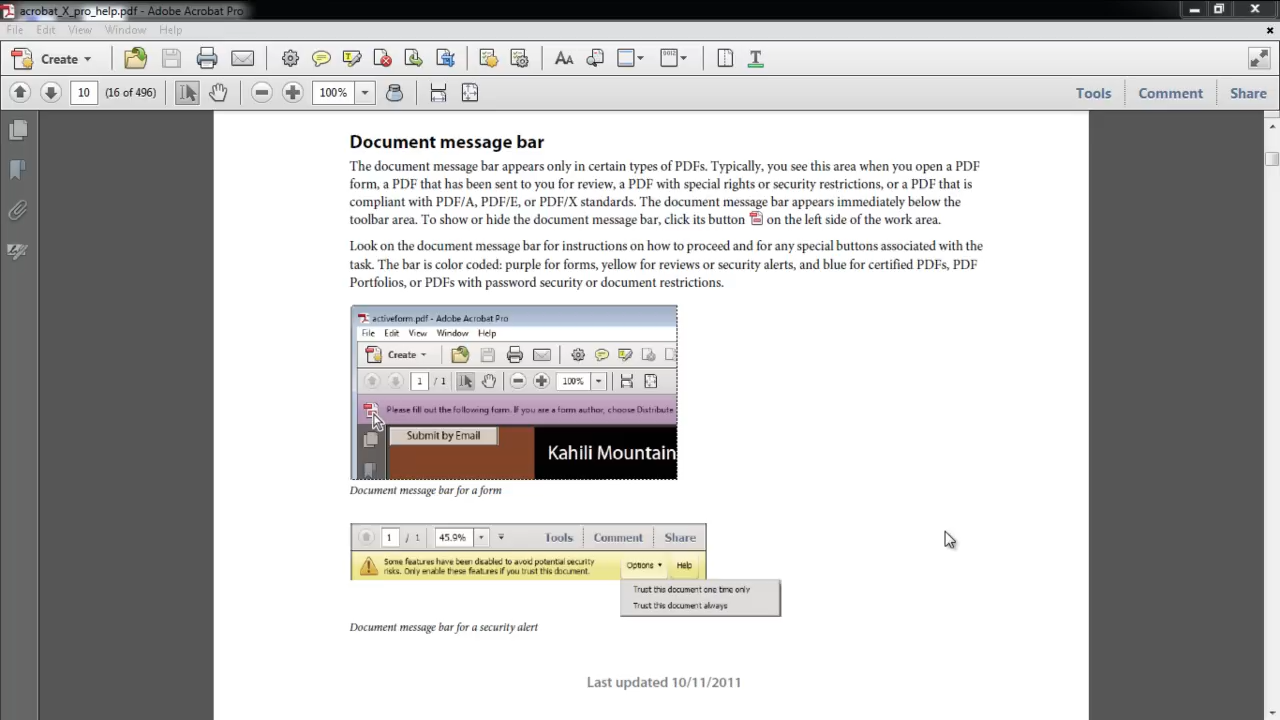 acrobat_X_pro_help.pdf - Adobe Acrobat Pro
File Edit View Window Help
Create
10 (16 of 496) 100% Tools Comment Share
Document message bar
The document message bar appears only in certain types of PDFs. Typically, you see this area when you open a PDF
form, a PDF that has been sent to you for review, a PDF with special rights or security restrictions, or a PDF that is
compliant with PDF/A, PDF/E, or PDF/X standards. The document message bar appears immediately below the
toolbar area. To show or hide the document message bar, click its button on the left side of the work area.
Look on the document message bar for instructions on how to proceed and for any special buttons associated with the
task. The bar is color coded: purple for forms, yellow for reviews or security alerts, and blue for certified PDFs, PDF
Portfolios, or PDFs with password security or document restrictions.
activeform.pdf - Adobe Acrobat Pro
File Edit View Window Help
Create
1 / 1 100%
Please fill out the following form. If you are a form author, choose Distribute
Submit by Email
Kahili Mountain
Document message bar for a form
1 / 1 45.9% Tools Comment Share
Some features have been disabled to avoid potential security
risks. Only enable these features if you trust this document.
Options Help
Trust this document one time only
Trust this document always
Document message bar for a security alert
Last updated 10/11/2011